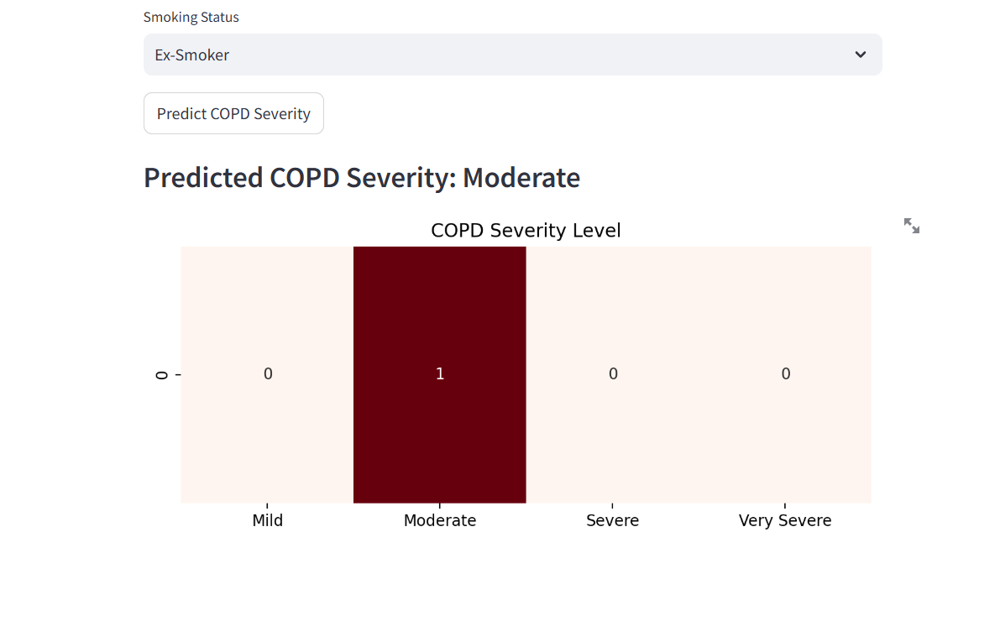 Smoking Status
Ex-Smoker
Predict COPD Severity
Predicted COPD Severity: Moderate
COPD Severity Level
0
0 1 0 0
Mild Moderate Severe Very Severe